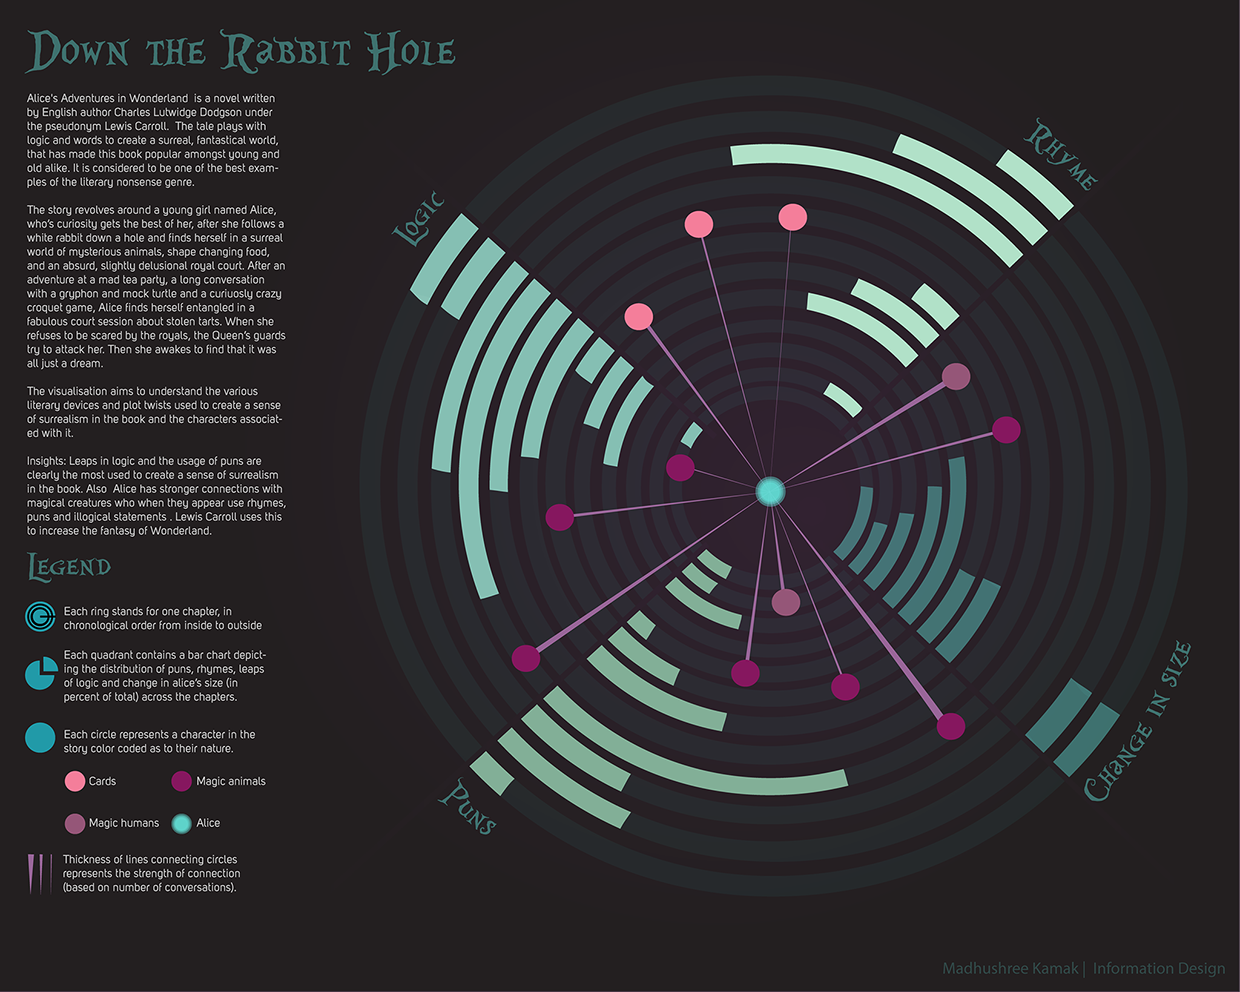 Down the Rabbit Hole
Alice's Adventures in Wonderland is a novel written
by English author Charles Lutwidge Dodgson under
the pseudonym Lewis Carroll. The tale plays with
logic and words to create a surreal, fantastical world,
that has made this book popular amongst young and
old alike. It is considered to be one of the best exam-
ples of the literary nonsense genre.
The story revolves around a young girl named Alice,
who's curiosity gets the best of her, after she follows a
white rabbit down a hole and finds herself in a surreal
world of mysterious animals, shape changing food,
and an absurd, slightly delusional royal court. After an
adventure at a mad tea party, a long conversation
with a gryphon and mock turtle and a curiuosly crazy
croquet game, Alice finds herself entangled in a
fabulous court session about stolen tarts. When she
refuses to be scared by the royals, the Queen's guards
try to attack her. Then she awakes to find that it was
all just a dream.
The visualisation aims to understand the various
literary devices and plot twists used to create a sense
of surrealism in the book and the characters associat-
ed with it.
Insights: Leaps in logic and the usage of puns are
clearly the most used to create a sense of surrealism
in the book. Also Alice has stronger connections with
magical creatures who when they appear use rhymes,
puns and illogical statements . Lewis Carroll uses this
to increase the fantasy of Wonderland.
Legend
Each ring stands for one chapter, in
chronological order from inside to outside
Each quadrant contains a bar chart depict-
ing the distribution of puns, rhymes, leaps
of logic and change in alice's size (in
percent of total) across the chapters.
Each circle represents a character in the
story color coded as to their nature.
Cards
Magic animals
Magic humans
Alice
Thickness of lines connecting circles
represents the strength of connection
(based on number of conversations).
Logic
Rhyme
Puns
Change in size
Madhushree Kamak | Information Design